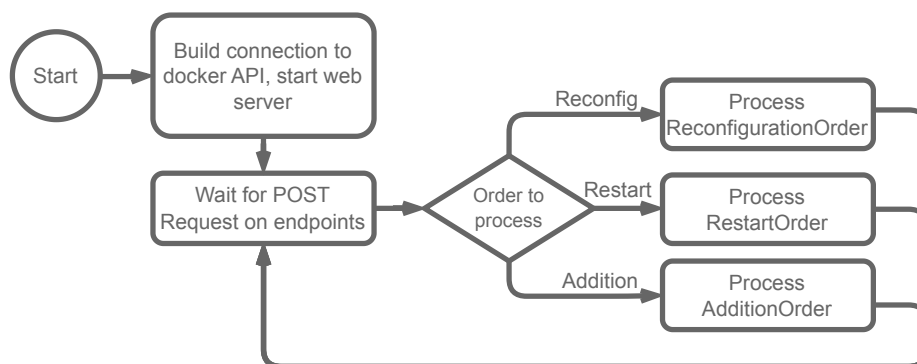 Start
Build connection to
docker API, start web
server
Wait for POST
Request on endpoints
Order to
process
Reconfig
Process
ReconfigurationOrder
Restart
Process
RestartOrder
Addition
Process
AdditionOrder